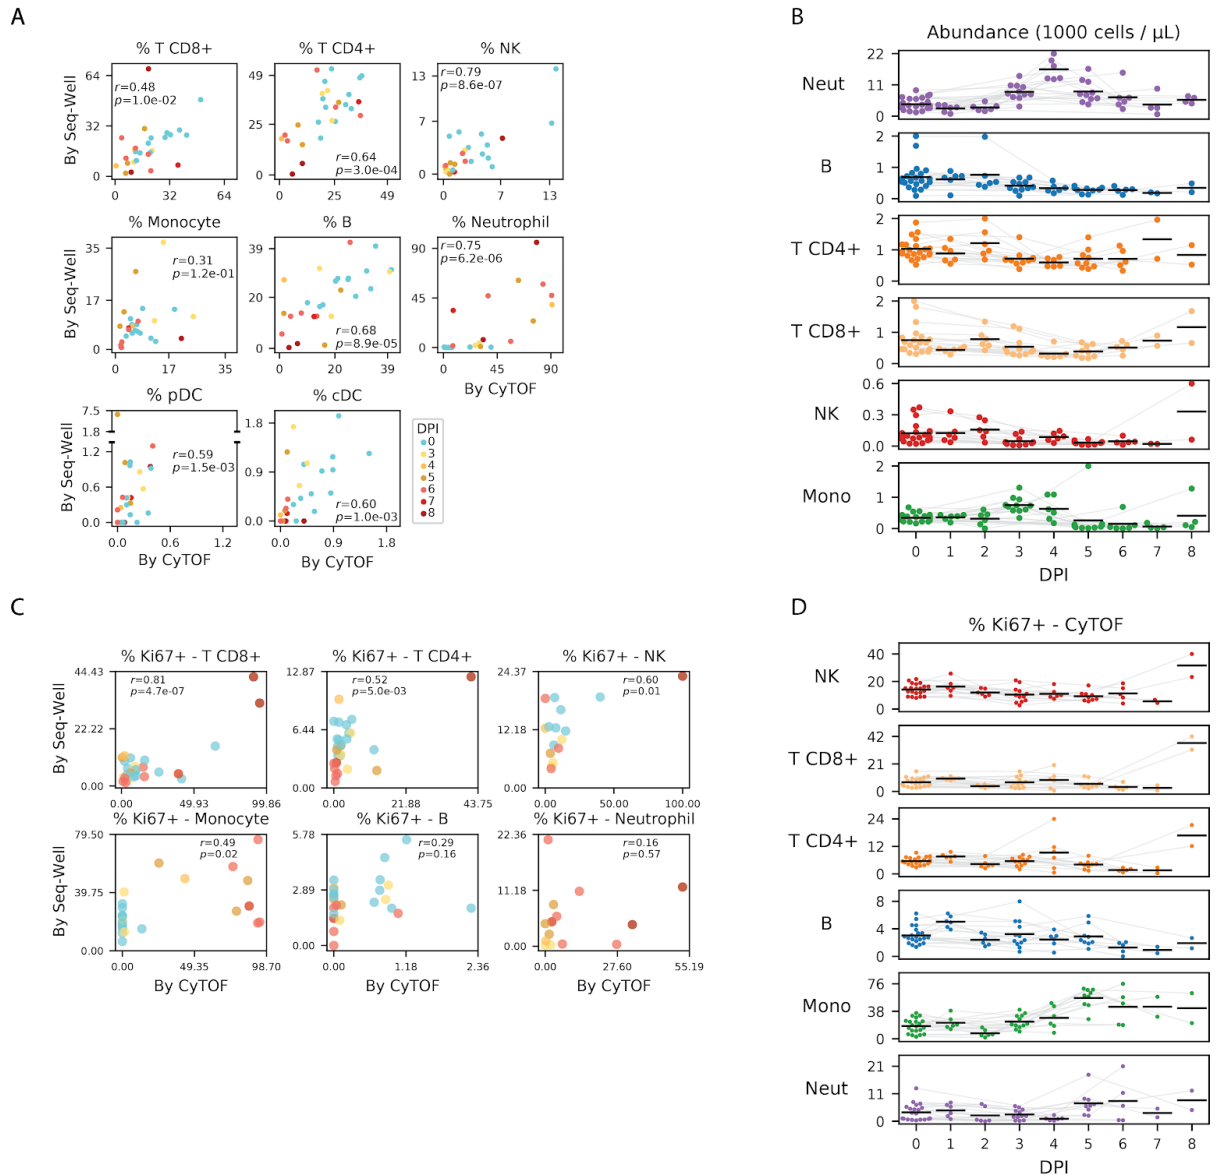 A
% T CD8+ % T CD4+ % NK
64 32 0
r=0.48
p=1.0e-02
0 32 64
49 25 0
r=0.64
p=3.0e-04
0 25 49
13 7 0
r=0.79
p=8.6e-07
0 7 13
By Seq-Well
% Monocyte % B % Neutrophil
35 17 0
r=0.31
p=1.2e-01
0 17 35
39 20 0
r=0.68
p=8.9e-05
0 20 39
90 45 0
r=0.75
p=6.2e-06
0 45 90
By Seq-Well
By CyTOF
% pDC % cDC
7.5 1.8 1.2 0.6 0.0
r=0.59
p=1.5e-03
0.0 0.6 1.2
1.8 0.9 0.0
r=0.60
p=1.0e-03
0.0 0.9 1.8
By Seq-Well
By CyTOF By CyTOF
DPI
0
3
4
5
6
7
8
B
Abundance (1000 cells / µL)
Neut 22 11 0
B 2 1 0
T CD4+ 2 1 0
T CD8+ 2 1 0
NK 0.6 0.3 0.0
Mono 2 1 0
0 1 2 3 4 5 6 7 8
DPI
C
% Ki67+ - T CD8+ % Ki67+ - T CD4+ % Ki67+ - NK
44.43 22.22 0.00
r=0.81
p=4.7e-07
0.00 49.93 99.86
12.87 6.44 0.00
r=0.52
p=5.0e-03
0.00 21.88 43.75
24.37 12.18 0.00
r=0.60
p=0.01
0.00 50.00 100.00
By Seq-Well
% Ki67+ - Monocyte % Ki67+ - B % Ki67+ - Neutrophil
79.50 39.75 0.00
r=0.49
p=0.02
0.00 49.35 98.70
5.78 2.89 0.00
r=0.29
p=0.16
0.00 1.18 2.36
22.36 11.18 0.00
r=0.16
p=0.57
0.00 27.60 55.19
By Seq-Well
By CyTOF By CyTOF By CyTOF
D
% Ki67+ - CyTOF
NK 40 20 0
T CD8+ 42 21 0
T CD4+ 24 12 0
B 8 4 0
Mono 76 38 0
Neut 21 11 0
0 1 2 3 4 5 6 7 8
DPI